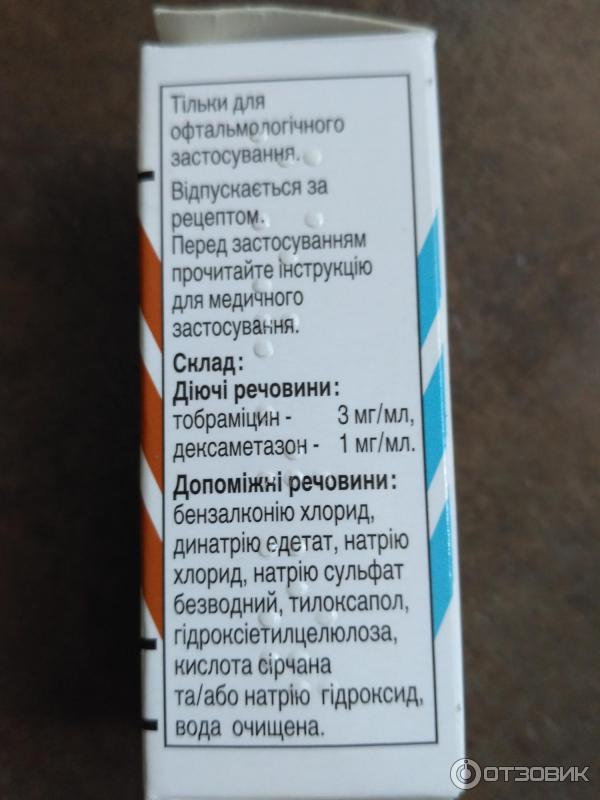 Тільки для
офтальмологічного
застосування.
Відпускається за
рецептом.
Перед застосуванням
прочитайте інструкцію
для медичного
застосування.
Склад:
Діючі речовини:
тобраміцин - 3 мг/мл,
дексаметазон - 1 мг/мл.
Допоміжні речовини:
бензалконію хлорид,
динатрію едетат, натрію
хлорид, натрію сульфат
безводний, тилоксапол,
гідроксіетилцелюлоза,
кислота сірчана
та/або натрію гідроксид,
вода очищена.
ОТЗОВИК